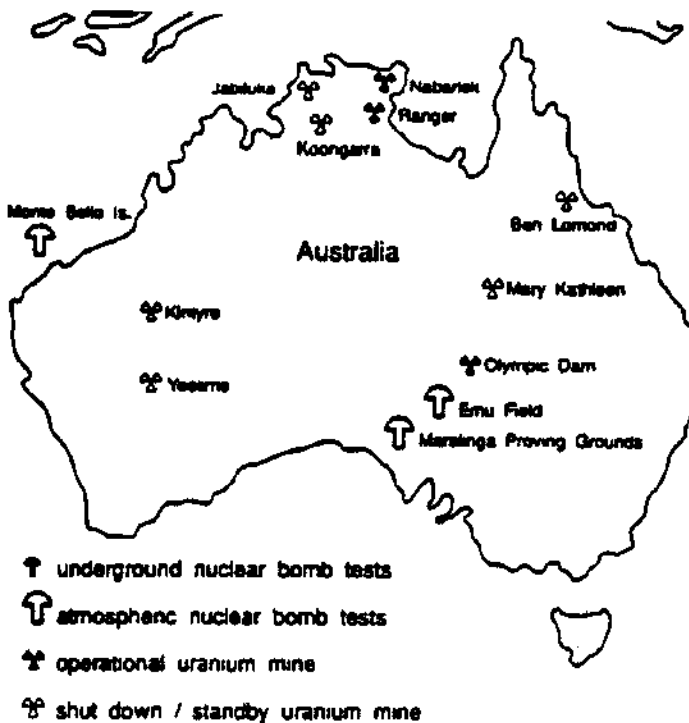 Jabiluka
Nabarlek
Ranger
Koongarra
Monte Bello Is.
Ben Lomond
Australia
Mary Kathleen
Kintyre
Olympic Dam
Yeelirrie
Emu Field
Maralinga Proving Grounds
underground nuclear bomb tests
atmospheric nuclear bomb tests
operational uranium mine
shut down / standby uranium mine